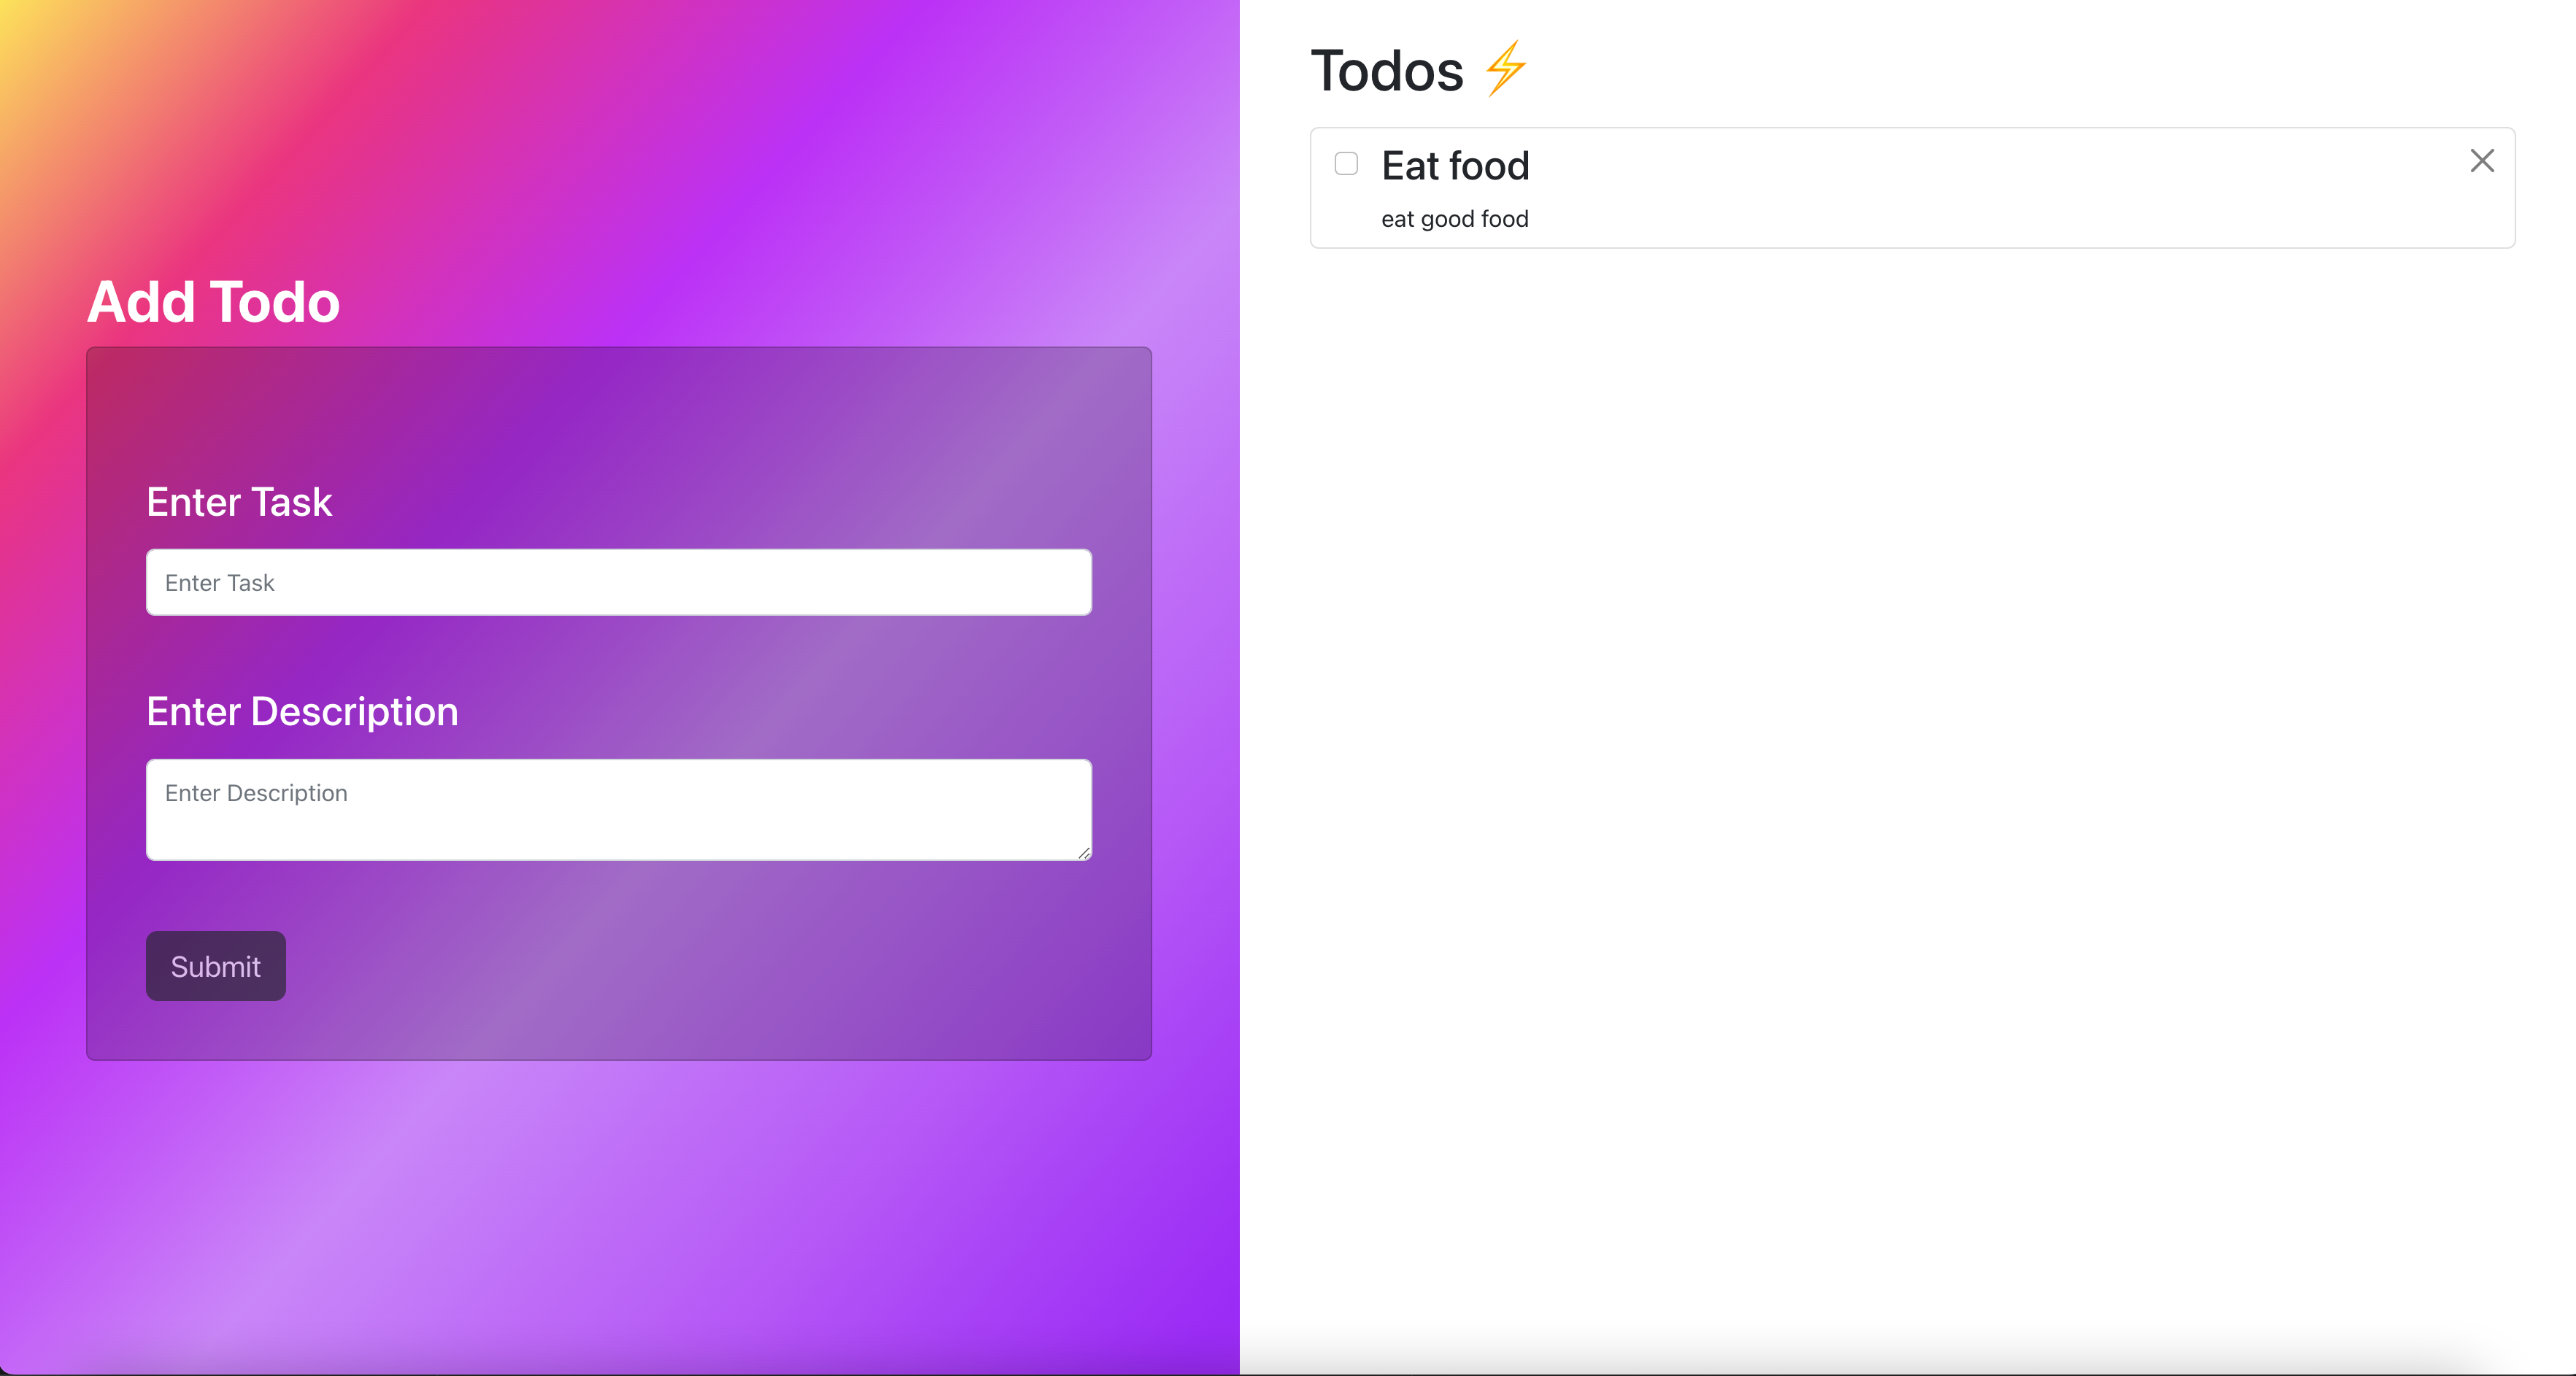 Add Todo
Enter Task
Enter Task
Enter Description
Enter Description
Submit
Todos ⚡
Eat food
eat good food